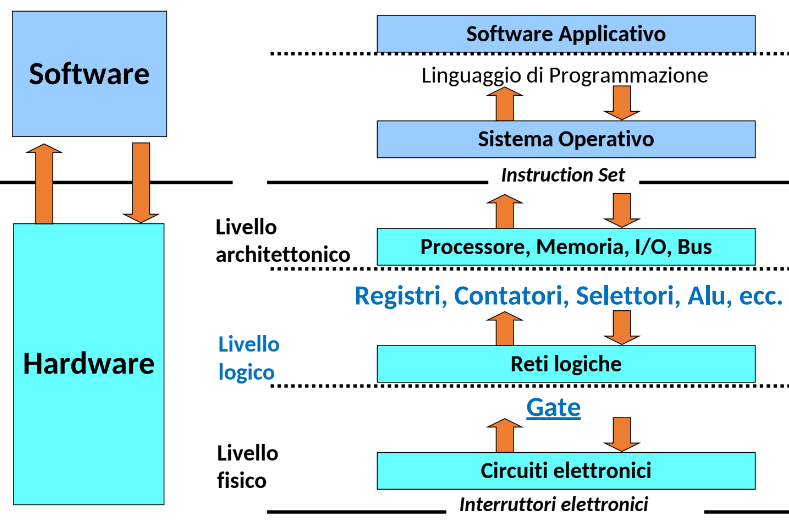 Software
Software Applicativo
Linguaggio di Programmazione
Sistema Operativo
Instruction Set
Hardware
Livello
architettonico
Processore, Memoria, I/O, Bus
Registri, Contatori, Selettori, Alu, ecc.
Livello
logico
Reti logiche
Gate
Livello
fisico
Circuiti elettronici
Interruttori elettronici